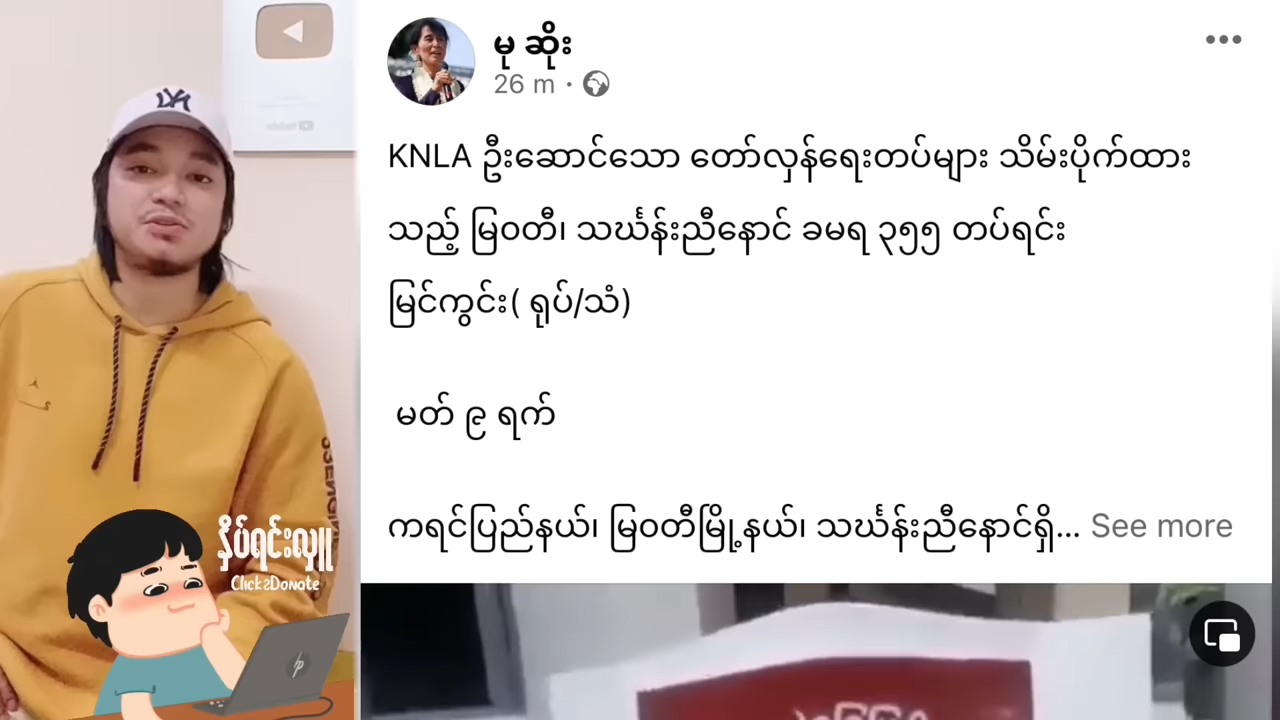 မု ဆိုး
26 m ·
KNLA ဦးဆောင်သော တော်လှန်ရေးတပ်များ သိမ်းပိုက်ထား
သည့် မြဝတီ၊ သင်္ဃန်းညီနောင် ခမရ ၃၅၅ တပ်ရင်း
မြင်ကွင်း( ရုပ်/သံ)
မတ် ၉ ရက်
ကရင်ပြည်နယ်၊ မြဝတီမြို့နယ်၊ သင်္ဃန်းညီနောင်ရှိ... See more
နှိပ်ရင်းလှူ
Click2Donate
hp